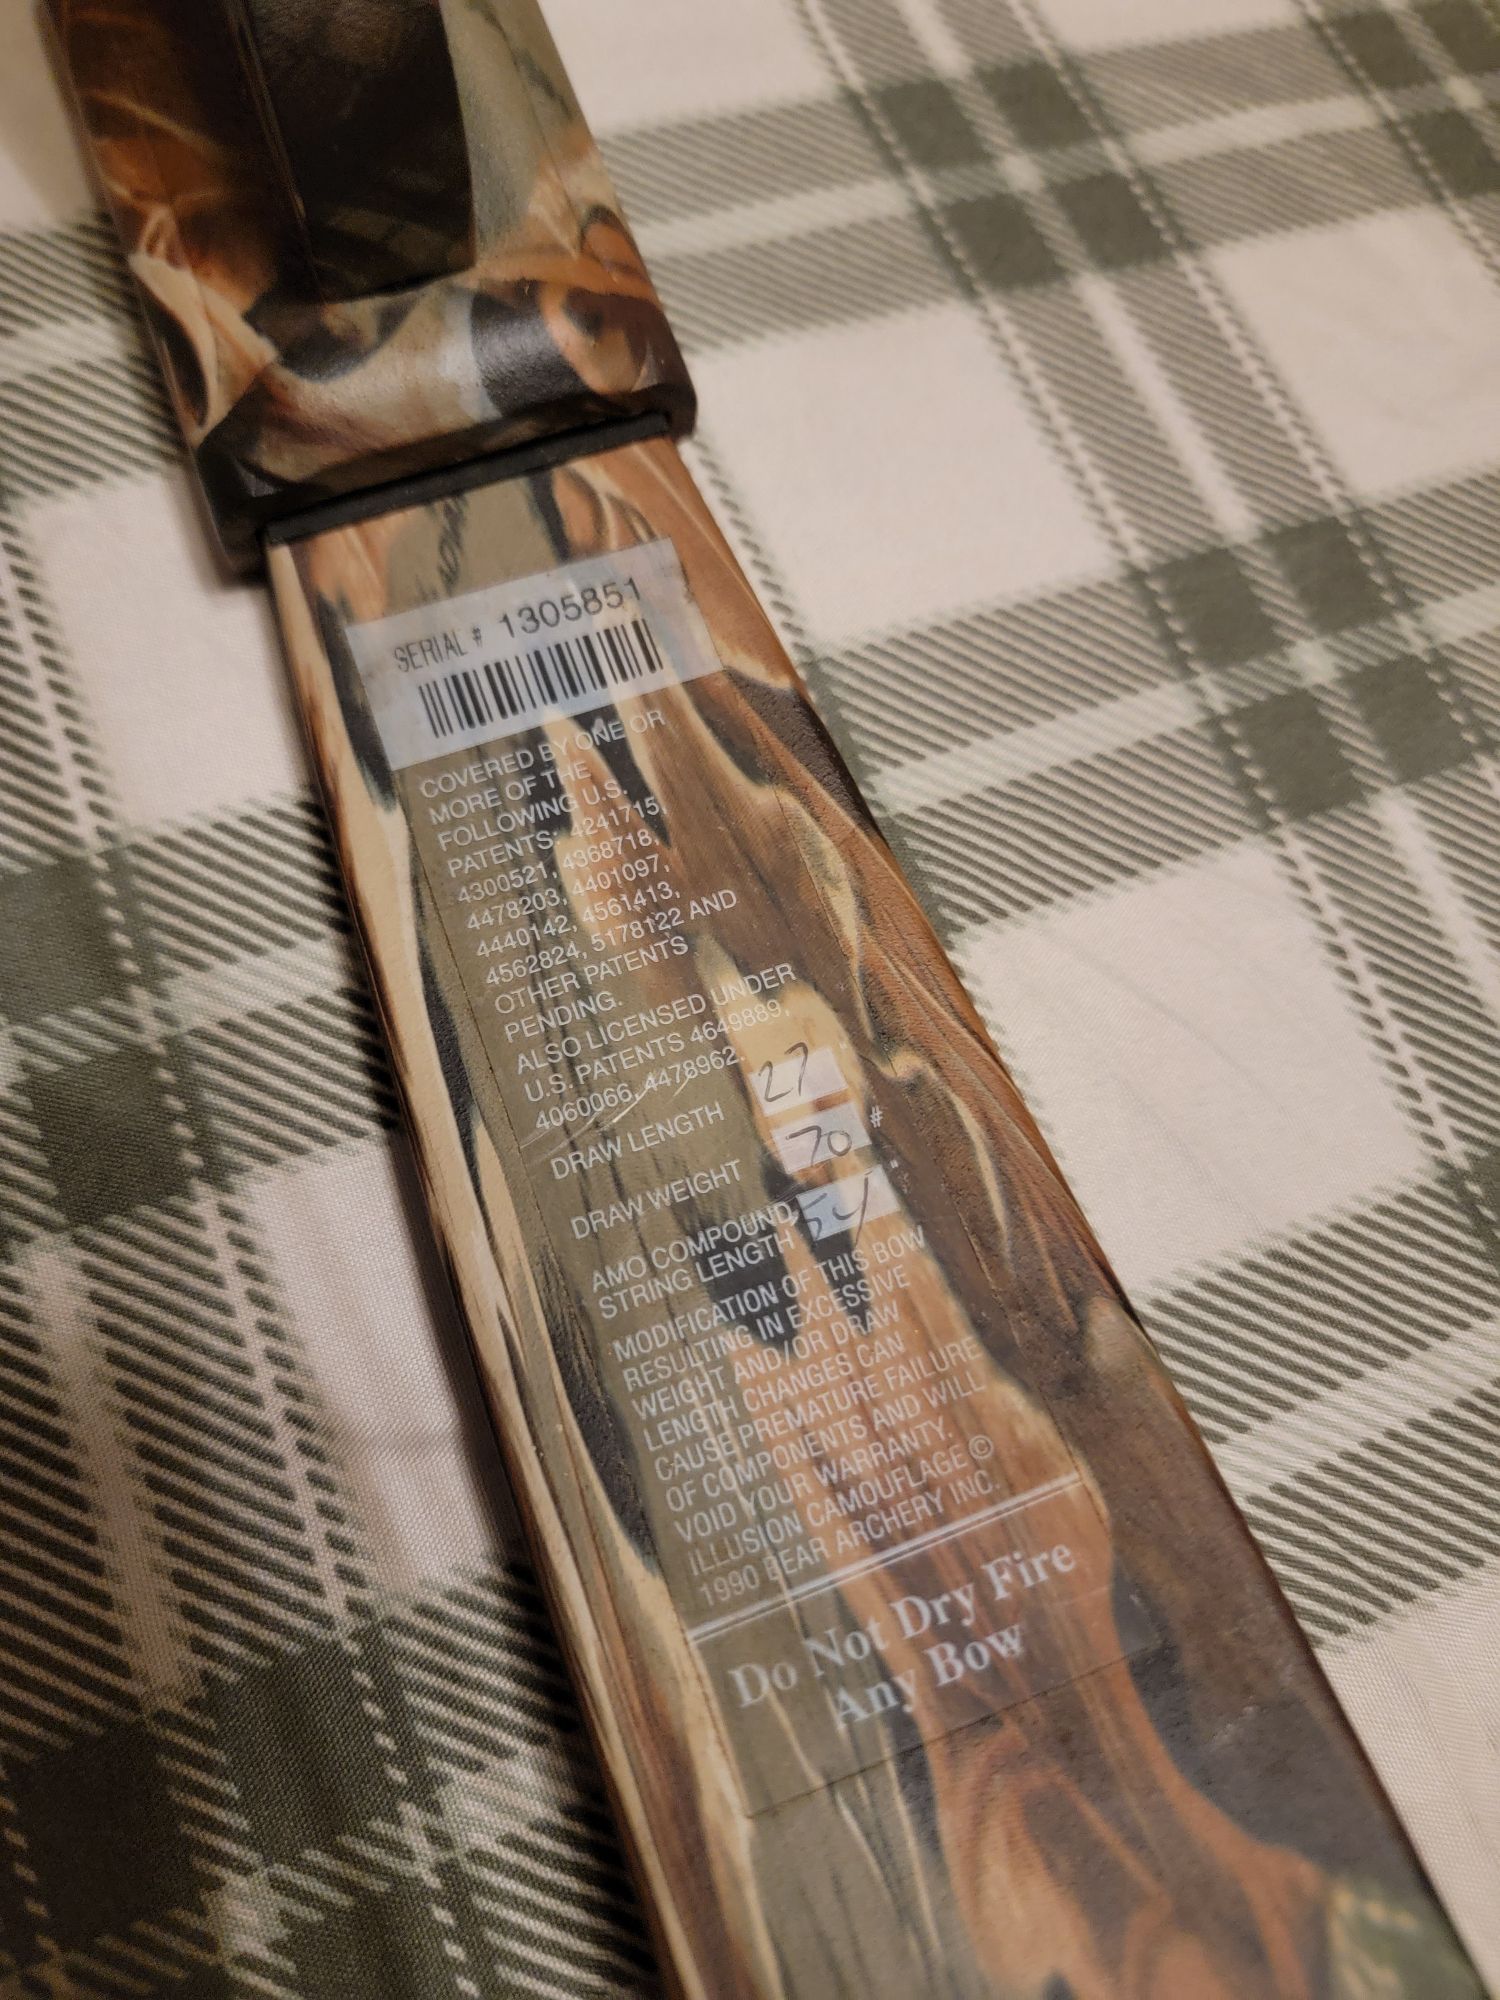 SERIAL # 1305851
COVERED BY ONE OR
MORE OF THE
FOLLOWING U.S.
PATENTS: 4241715,
4300521, 4368718,
4478203, 4401097,
4440142, 4561413,
4562824, 5178122 AND
OTHER PATENTS
PENDING.
ALSO LICENSED UNDER
U.S. PATENTS 4649889,
4060066, 4478962.
DRAW LENGTH 27
DRAW WEIGHT 70 #
AMO COMPOUND
STRING LENGTH 54 "
MODIFICATION OF THIS BOW
RESULTING IN EXCESSIVE
WEIGHT AND/OR DRAW
LENGTH CHANGES CAN
CAUSE PREMATURE FAILURE
OF COMPONENTS AND WILL
VOID YOUR WARRANTY.
ILLUSION CAMOUFLAGE ©
1990 BEAR ARCHERY INC.
Do Not Dry Fire
Any Bow